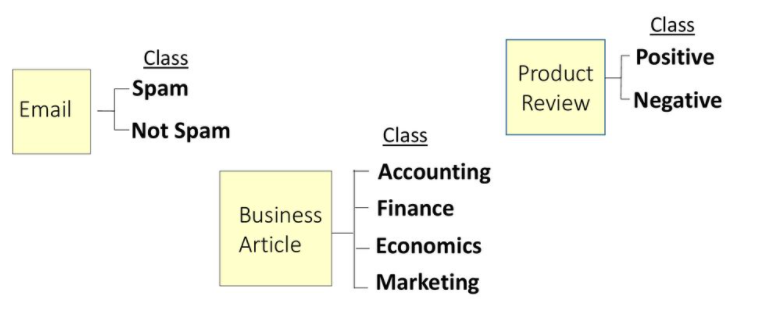 Email
Class
Spam
Not Spam
Business
Article
Class
Accounting
Finance
Economics
Marketing
Product
Review
Class
Positive
Negative